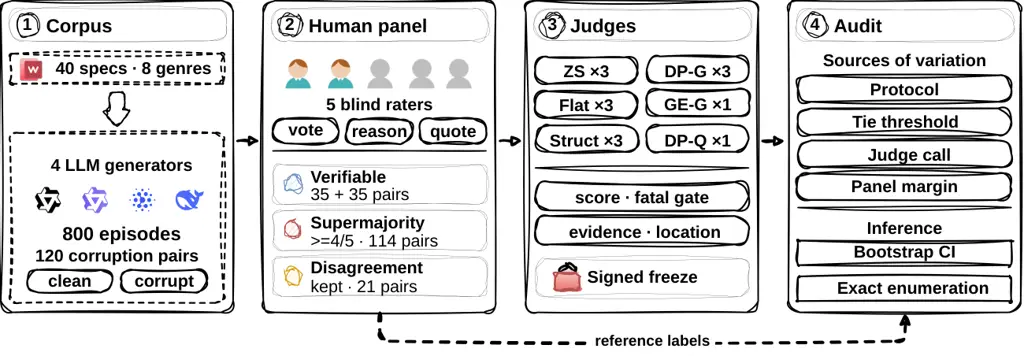 1 Corpus
W 40 specs · 8 genres
4 LLM generators
800 episodes
120 corruption pairs
clean corrupt
2 Human panel
5 blind raters
vote reason quote
Verifiable
35 + 35 pairs
Supermajority
>=4/5 · 114 pairs
Disagreement
kept · 21 pairs
3 Judges
ZS ×3 DP-G ×3
Flat ×3 GE-G ×1
Struct ×3 DP-Q ×1
score · fatal gate
evidence · location
Signed freeze
4 Audit
Sources of variation
Protocol
Tie threshold
Judge call
Panel margin
Inference
Bootstrap CI
Exact enumeration
reference labels